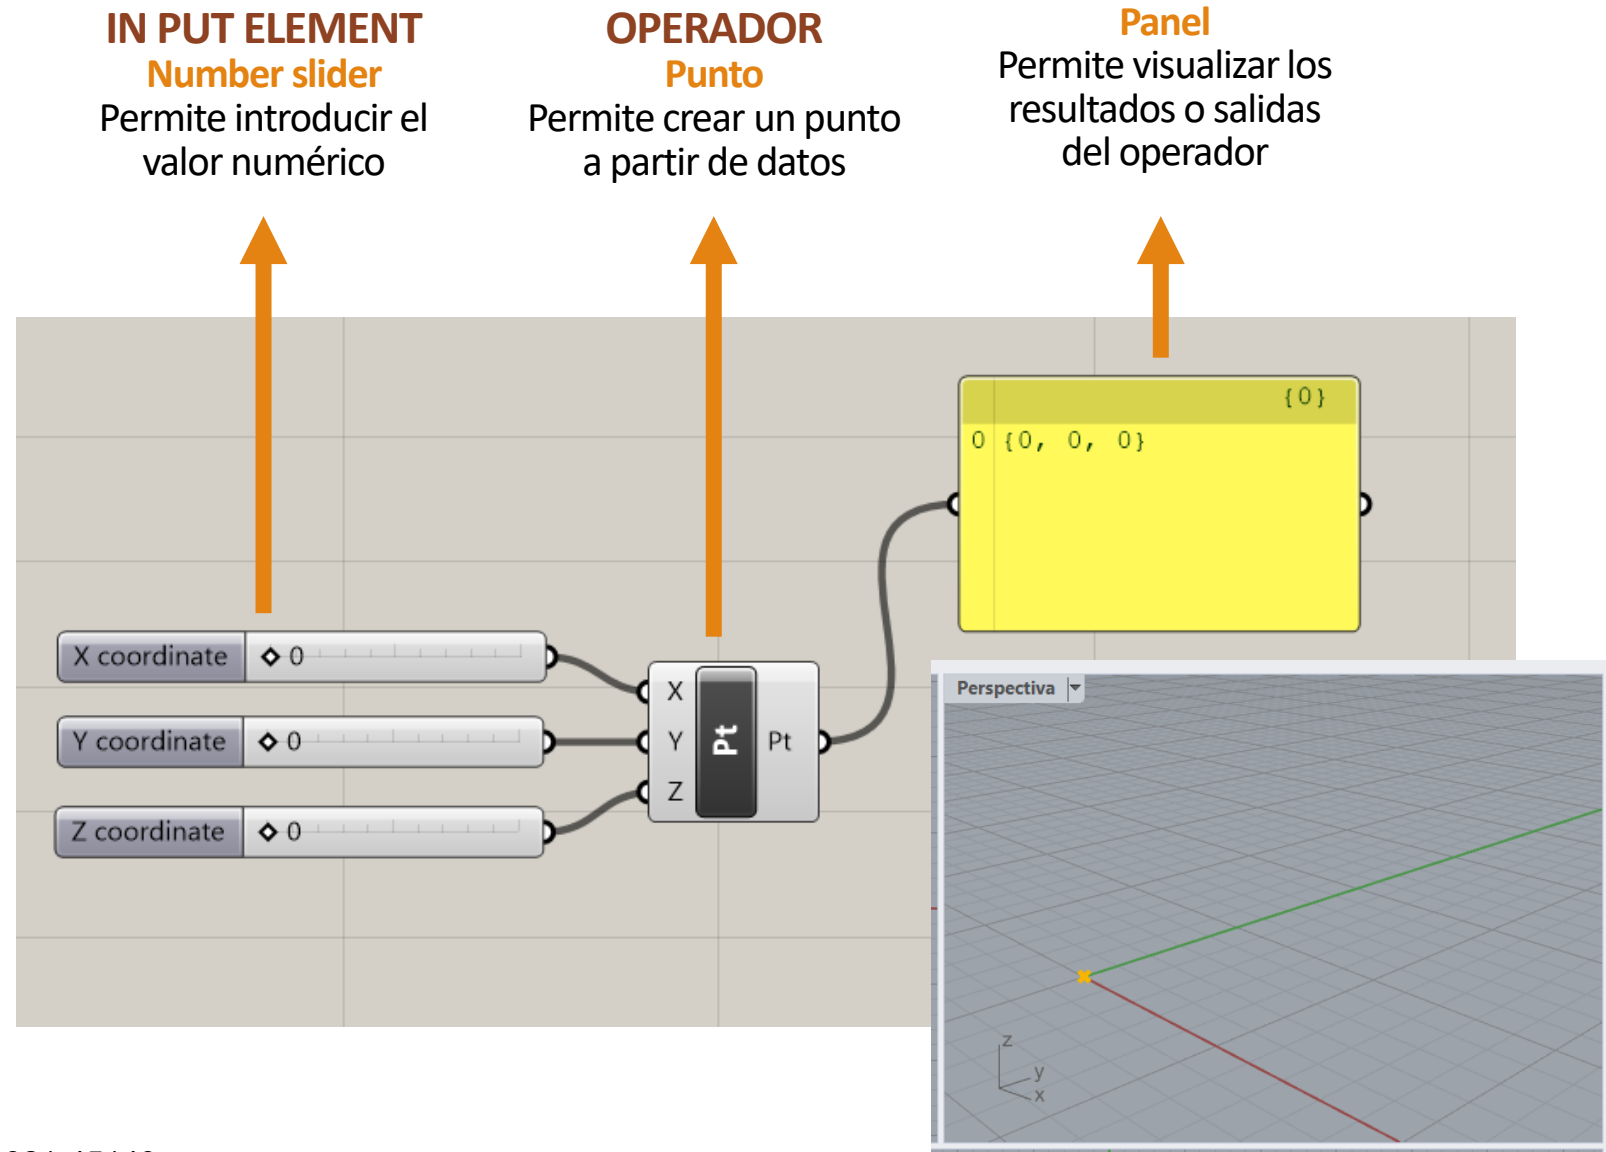 IN PUT ELEMENT
Number slider
Permite introducir el
valor numérico
OPERADOR
Punto
Permite crear un punto
a partir de datos
Panel
Permite visualizar los
resultados o salidas
del operador
{0}
0 {0, 0, 0}
X coordinate 0
Y coordinate 0
Z coordinate 0
X
Y
Z
Pt
Pt
Perspectiva
z
y
x